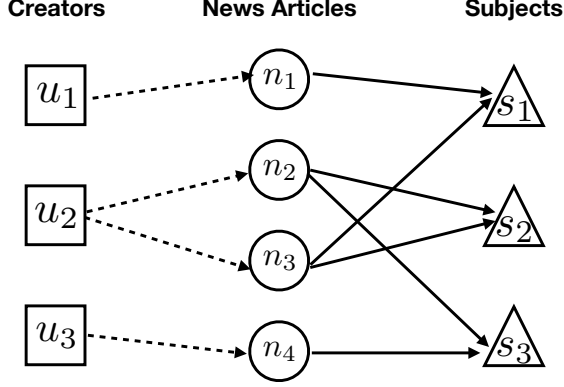 Creators News Articles Subjects
u1 n1 s1
n2
u2 s2
n3
u3 s3
n4